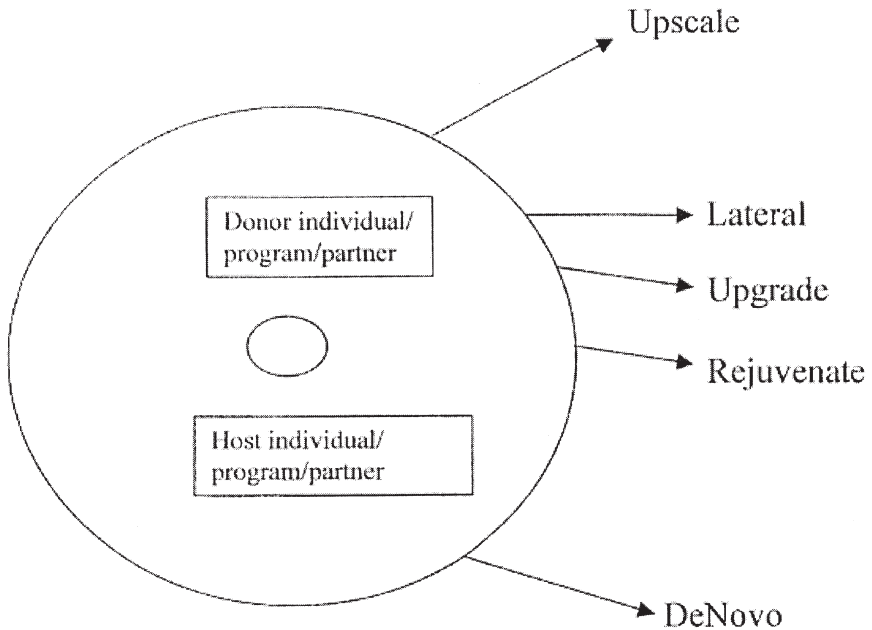 Upscale
Donor individual/
program/partner
Lateral
Upgrade
Rejuvenate
Host individual/
program/partner
DeNovo